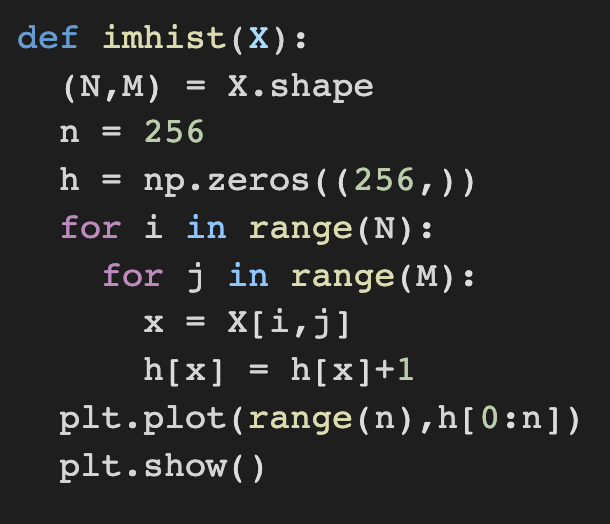 def imhist(X):
  (N,M) = X.shape
  n = 256
  h = np.zeros((256,))
  for i in range(N):
    for j in range(M):
      x = X[i,j]
      h[x] = h[x]+1
  plt.plot(range(n),h[0:n])
  plt.show()